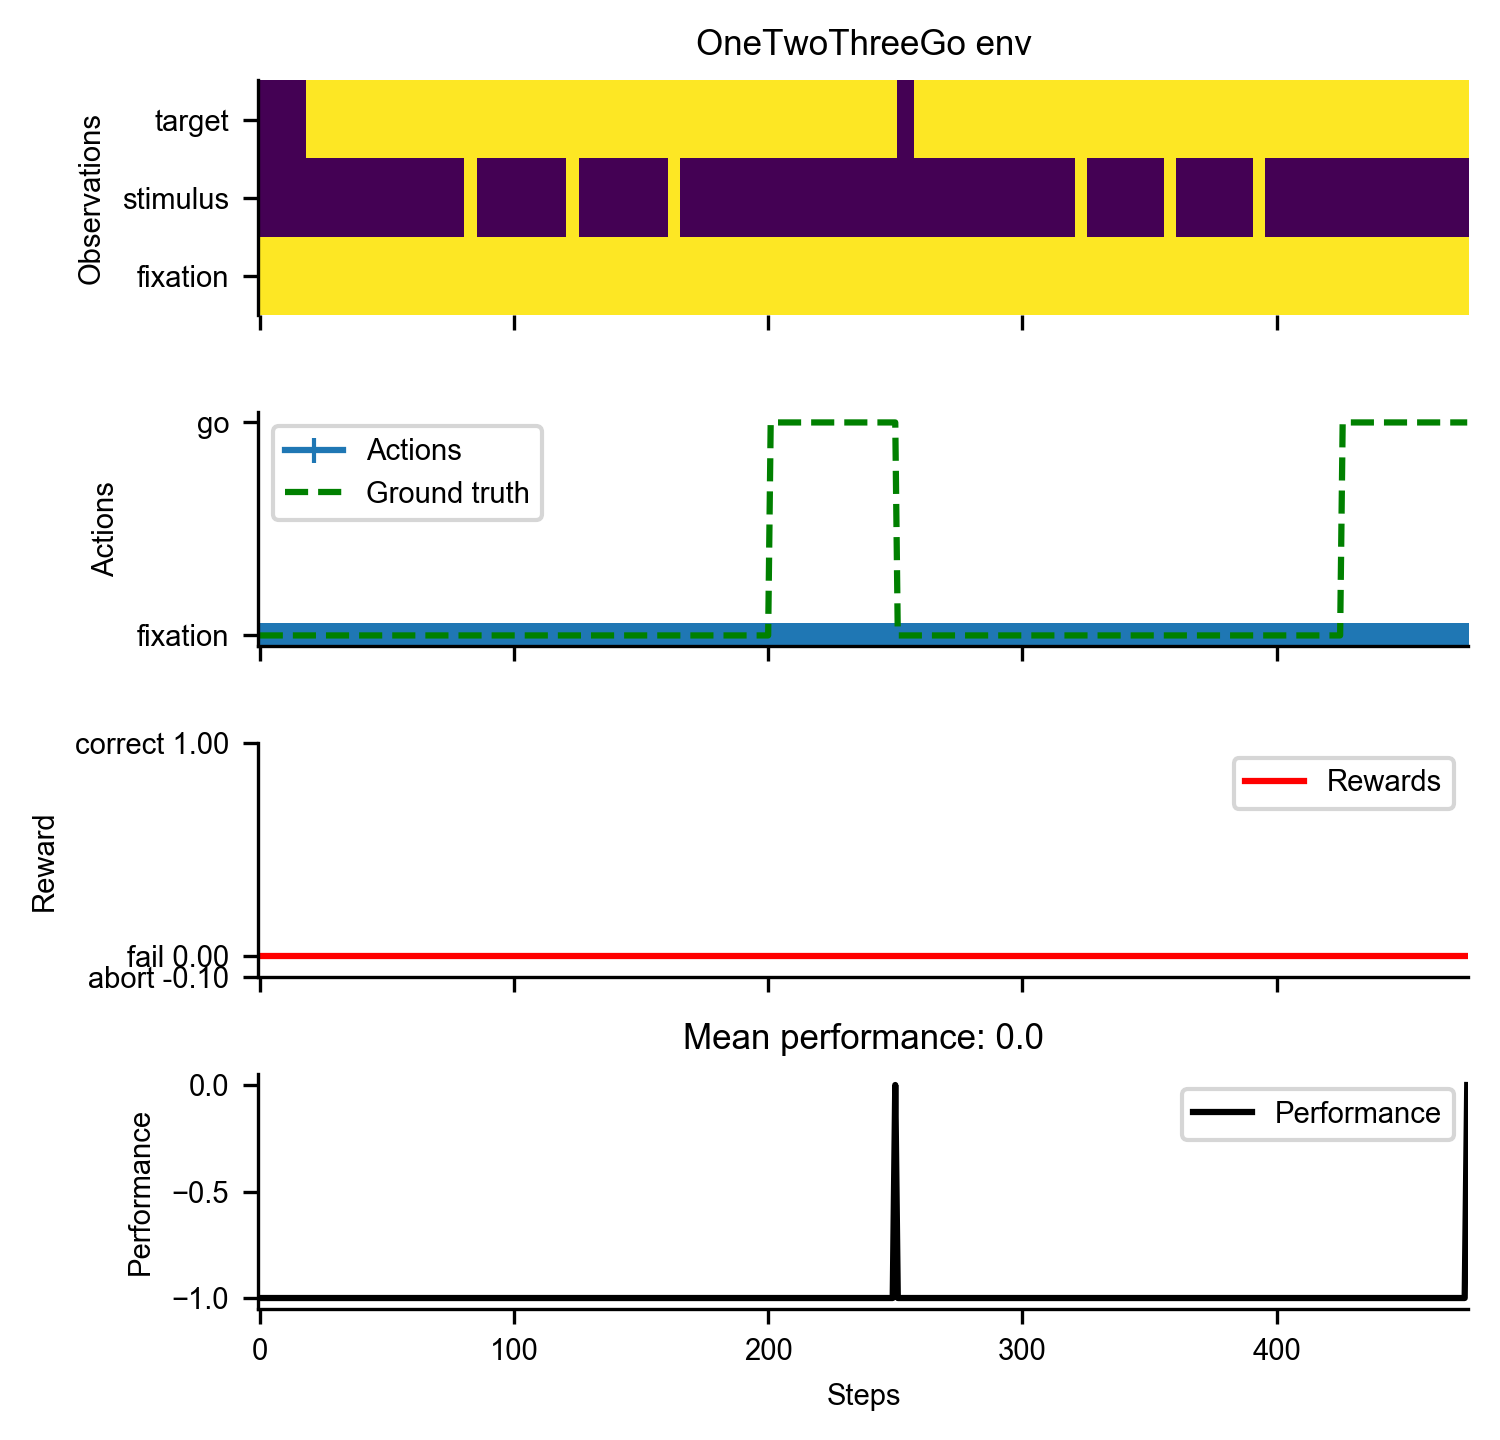 OneTwoThreeGo env
Observations
target
stimulus
fixation
Actions
go
fixation
Actions
Ground truth
Reward
correct 1.00
fail 0.00
abort -0.10
Rewards
Mean performance: 0.0
Performance
0.0
−0.5
−1.0
Performance
0 100 200 300 400
Steps